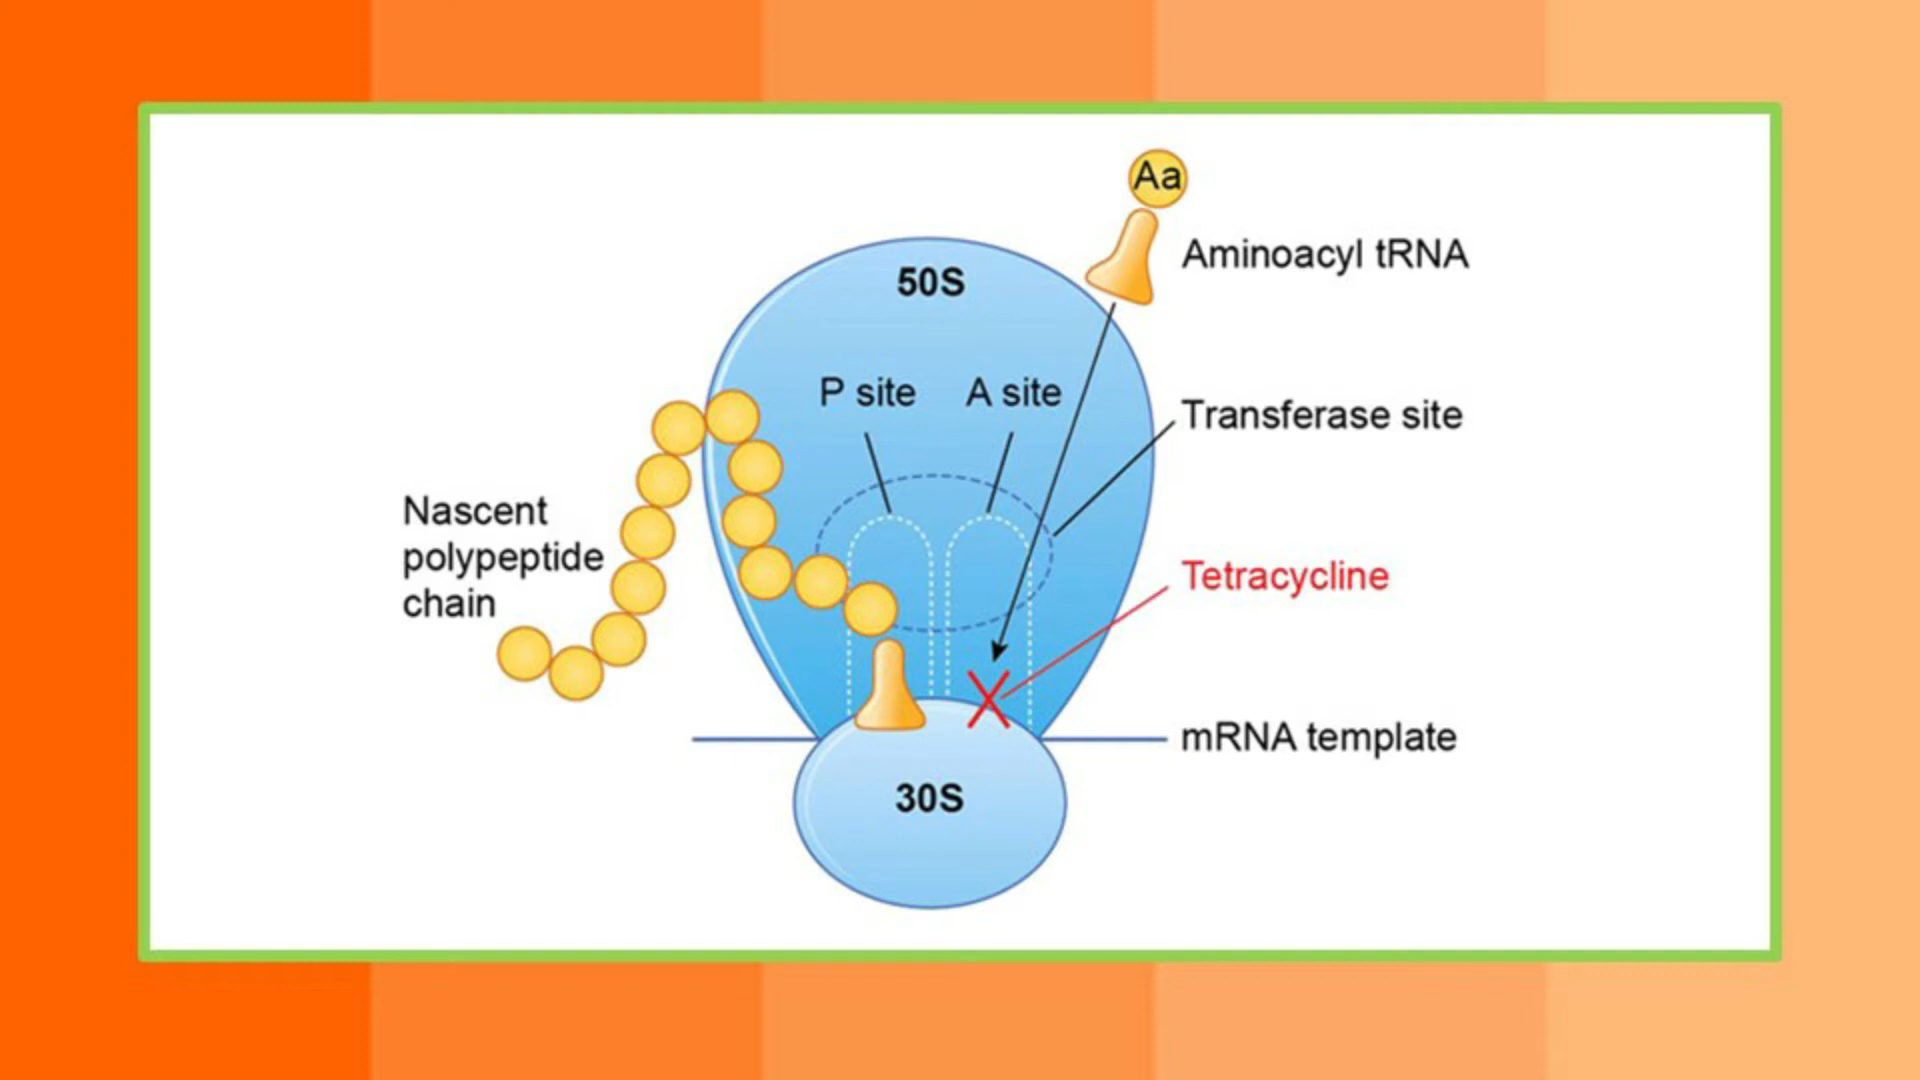 Aa
Aminoacyl tRNA
50S
P site
A site
Transferase site
Nascent
polypeptide
chain
Tetracycline
mRNA template
30S